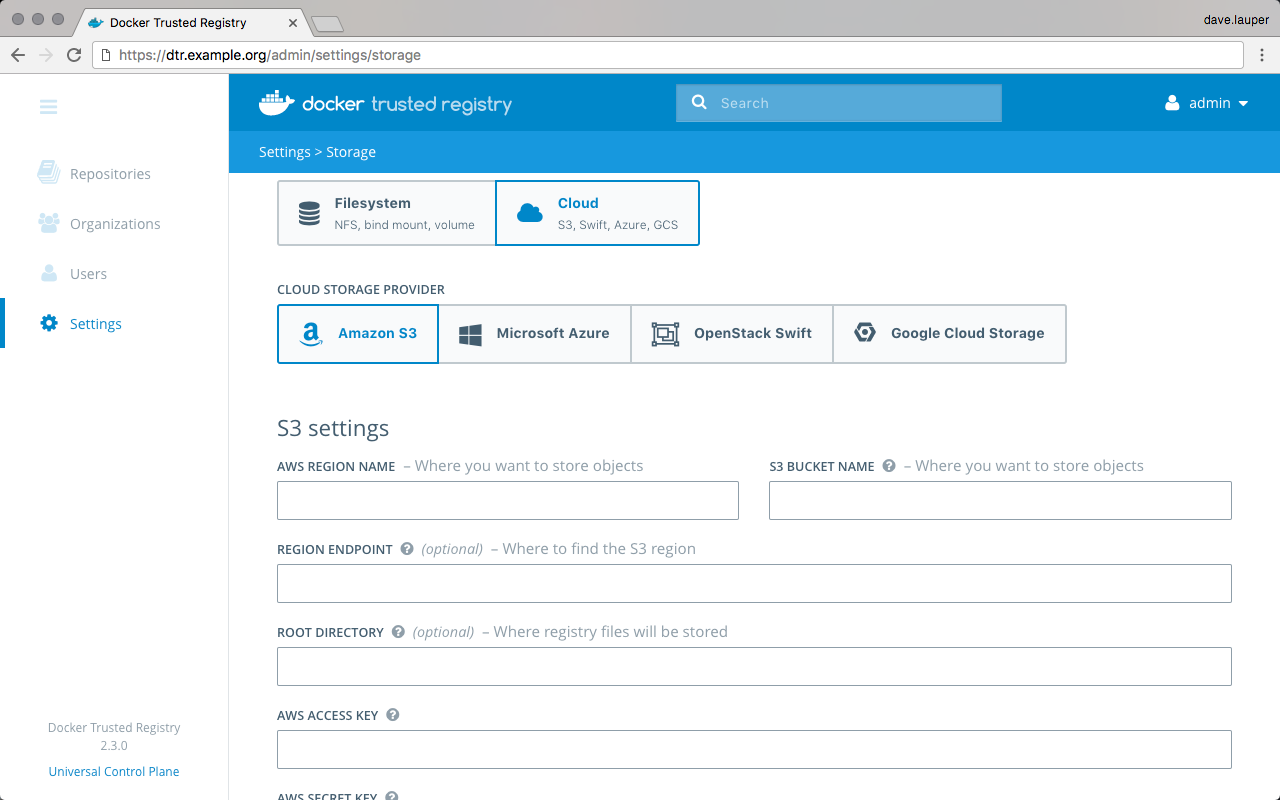 Docker Trusted Registry
dave.lauper
https://dtr.example.org/admin/settings/storage
docker trusted registry
Search
admin
Settings > Storage
Repositories
Organizations
Users
Settings
Filesystem
NFS, bind mount, volume
Cloud
S3, Swift, Azure, GCS
CLOUD STORAGE PROVIDER
Amazon S3
Microsoft Azure
OpenStack Swift
Google Cloud Storage
S3 settings
AWS REGION NAME – Where you want to store objects
S3 BUCKET NAME ? – Where you want to store objects
REGION ENDPOINT ? (optional) – Where to find the S3 region
ROOT DIRECTORY ? (optional) – Where registry files will be stored
AWS ACCESS KEY ?
AWS SECRET KEY ?
Docker Trusted Registry
2.3.0
Universal Control Plane